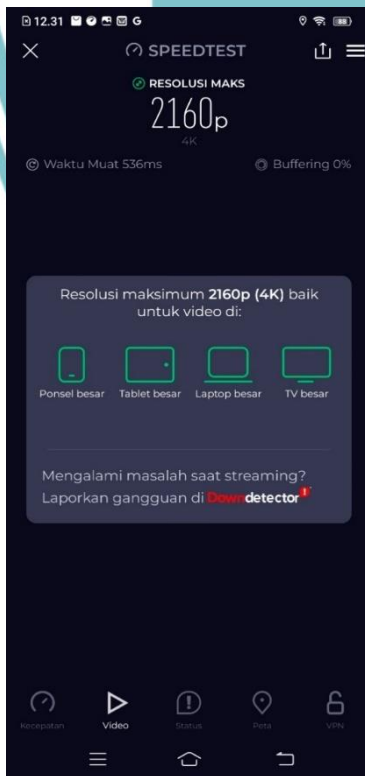 12.31 G
SPEEDTEST
RESOLUSI MAKS
2160p
4K
Waktu Muat 536ms Buffering 0%
Resolusi maksimum 2160p (4K) baik
untuk video di:
Ponsel besar Tablet besar Laptop besar TV besar
Mengalami masalah saat streaming?
Laporkan gangguan di Downdetector
Kecepatan Video Status Peta VPN